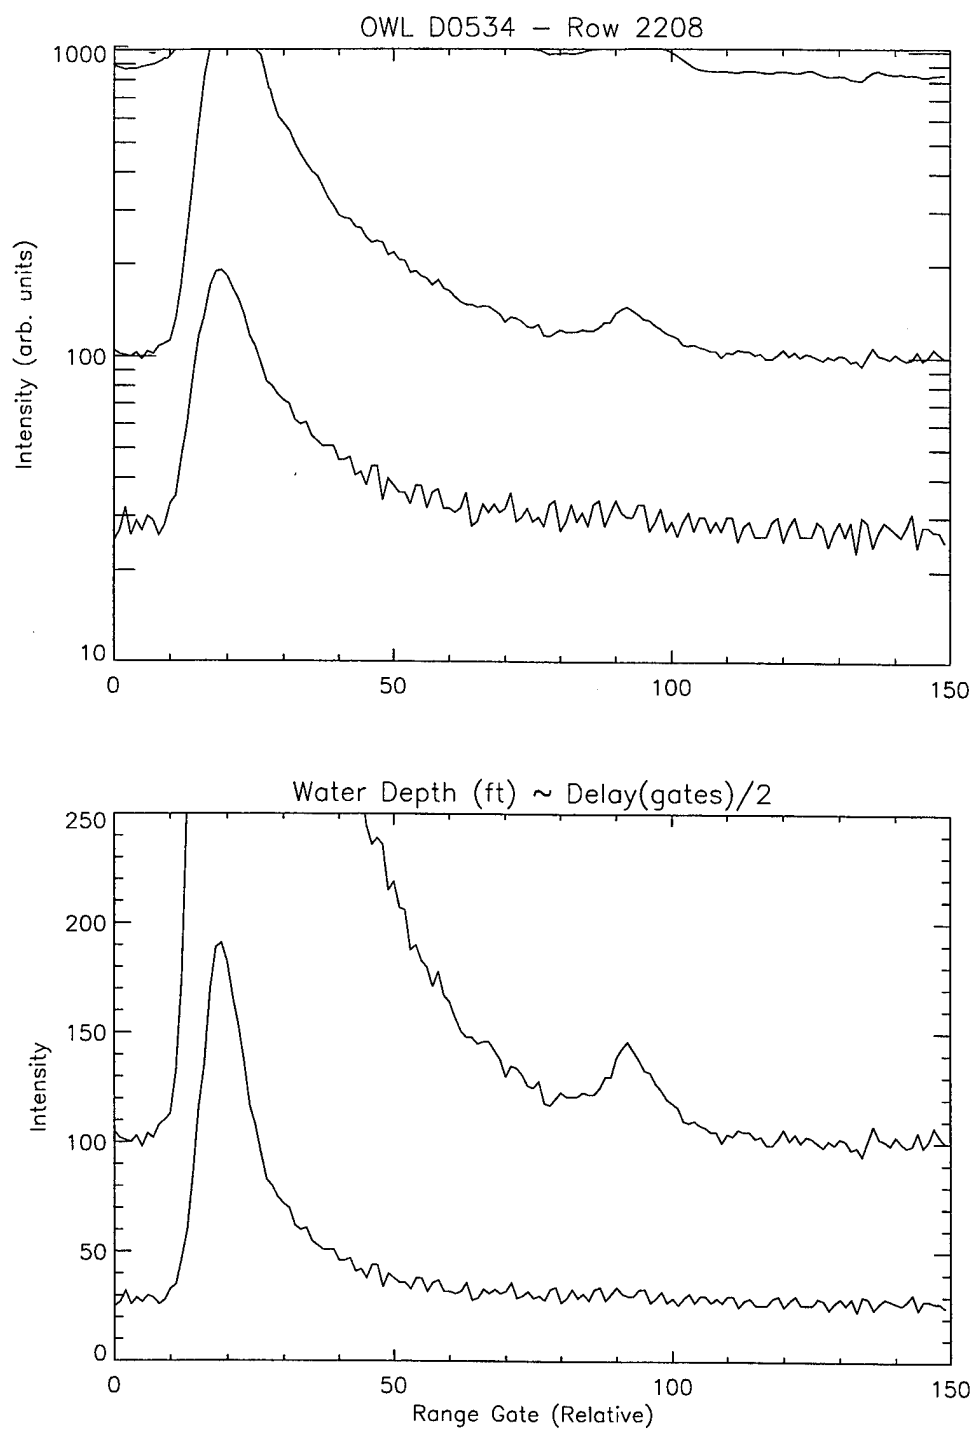 OWL D0534 − Row 2208
1000
100
10
Intensity (arb. units)
0 50 100 150
Water Depth (ft) ~ Delay(gates)/2
250
200
150
100
50
0
Intensity
0 50 100 150
Range Gate (Relative)